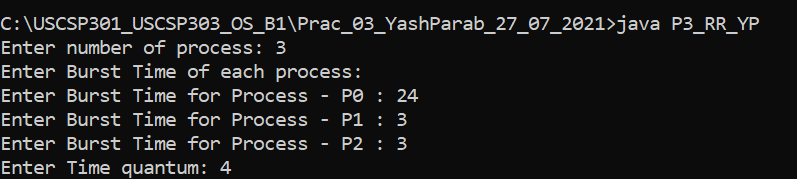 C:\USCSP301_USCSP303_OS_B1\Prac_03_YashParab_27_07_2021>java P3_RR_YP
Enter number of process: 3
Enter Burst Time of each process:
Enter Burst Time for Process - P0 : 24
Enter Burst Time for Process - P1 : 3
Enter Burst Time for Process - P2 : 3
Enter Time quantum: 4